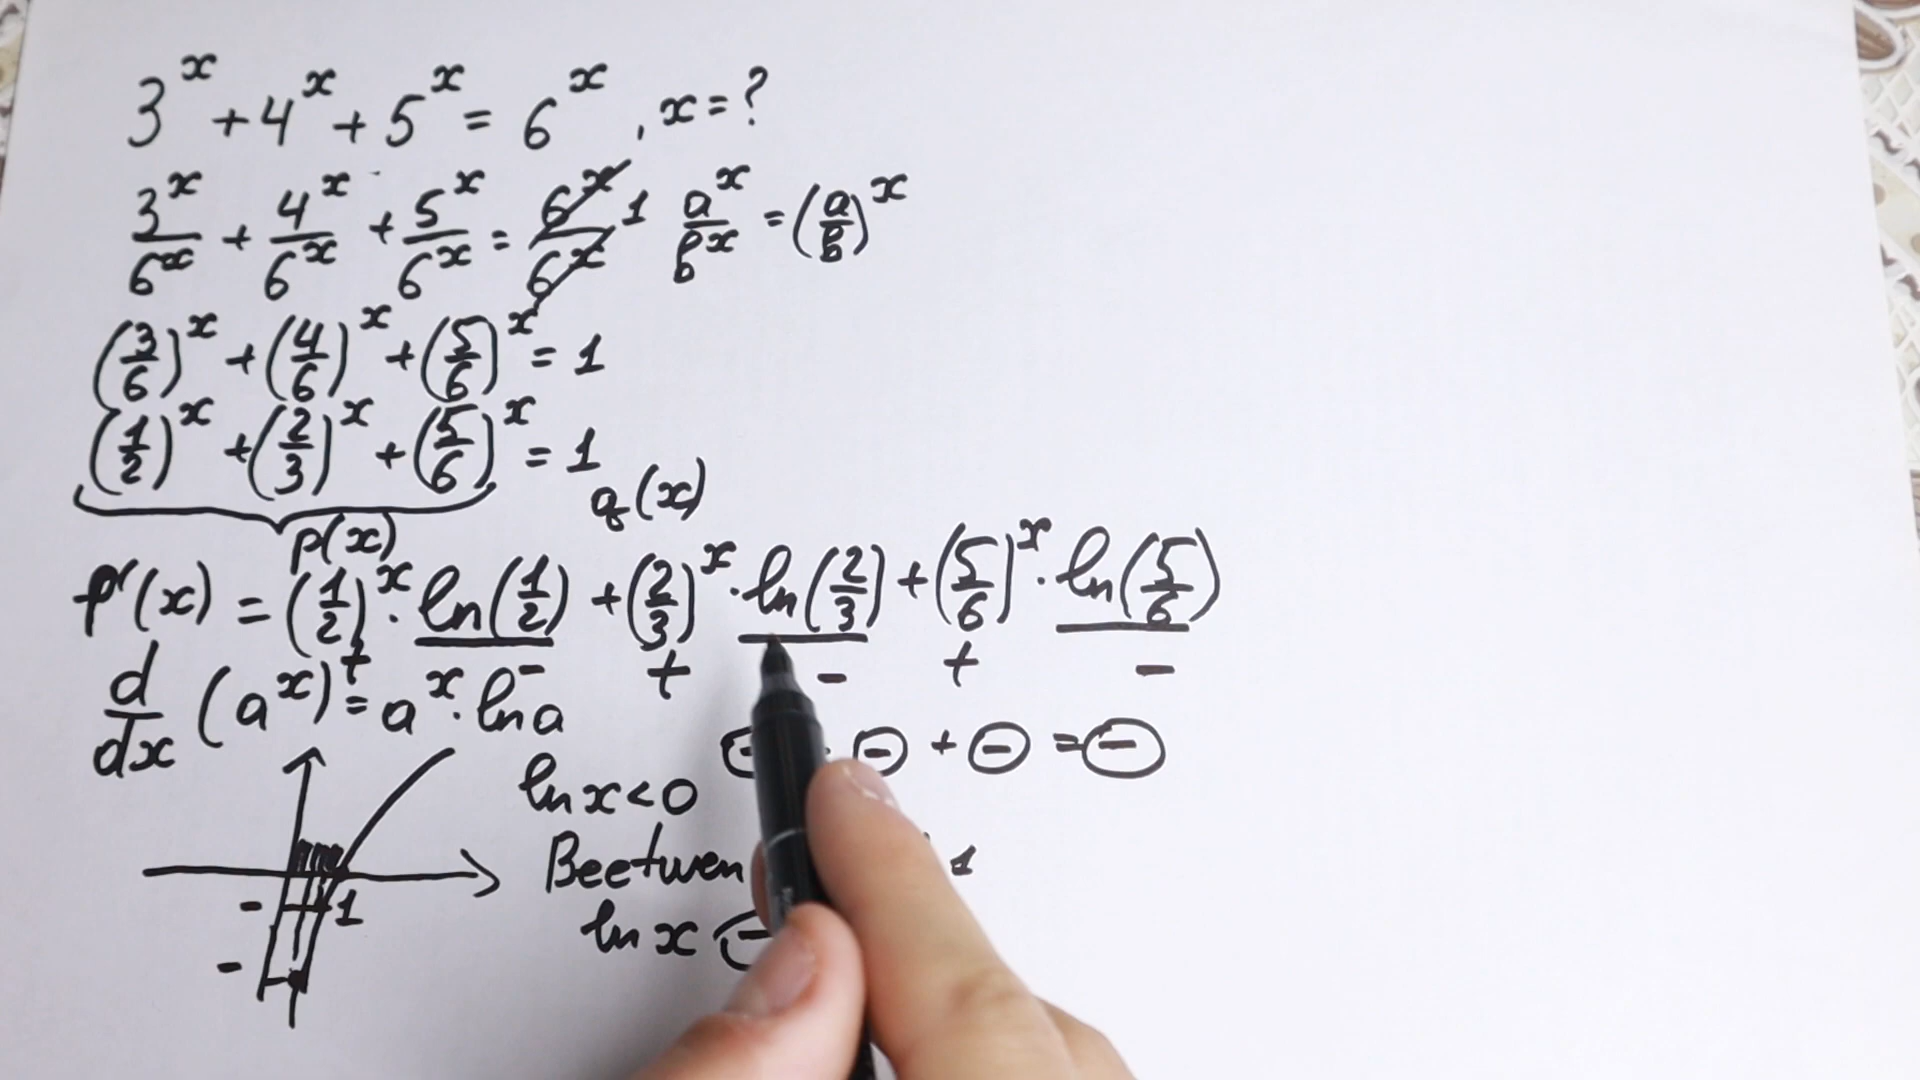 3^x + 4^x + 5^x = 6^x , x = ?
3^x/6^x + 4^x/6^x + 5^x/6^x = 6^x/6^x 1 a^x/b^x = (a/b)^x
(3/6)^x + (4/6)^x + (5/6)^x = 1
(1/2)^x + (2/3)^x + (5/6)^x = 1
q(x)
p(x)
p'(x) = (1/2)^x · ln(1/2) + (2/3)^x · ln(2/3) + (5/6)^x · ln(5/6)
+ - + - + -
d/dx (a^x) = a^x · ln a
- + - = -
ln x < 0
Beetwen 1
- 1
ln x -
-